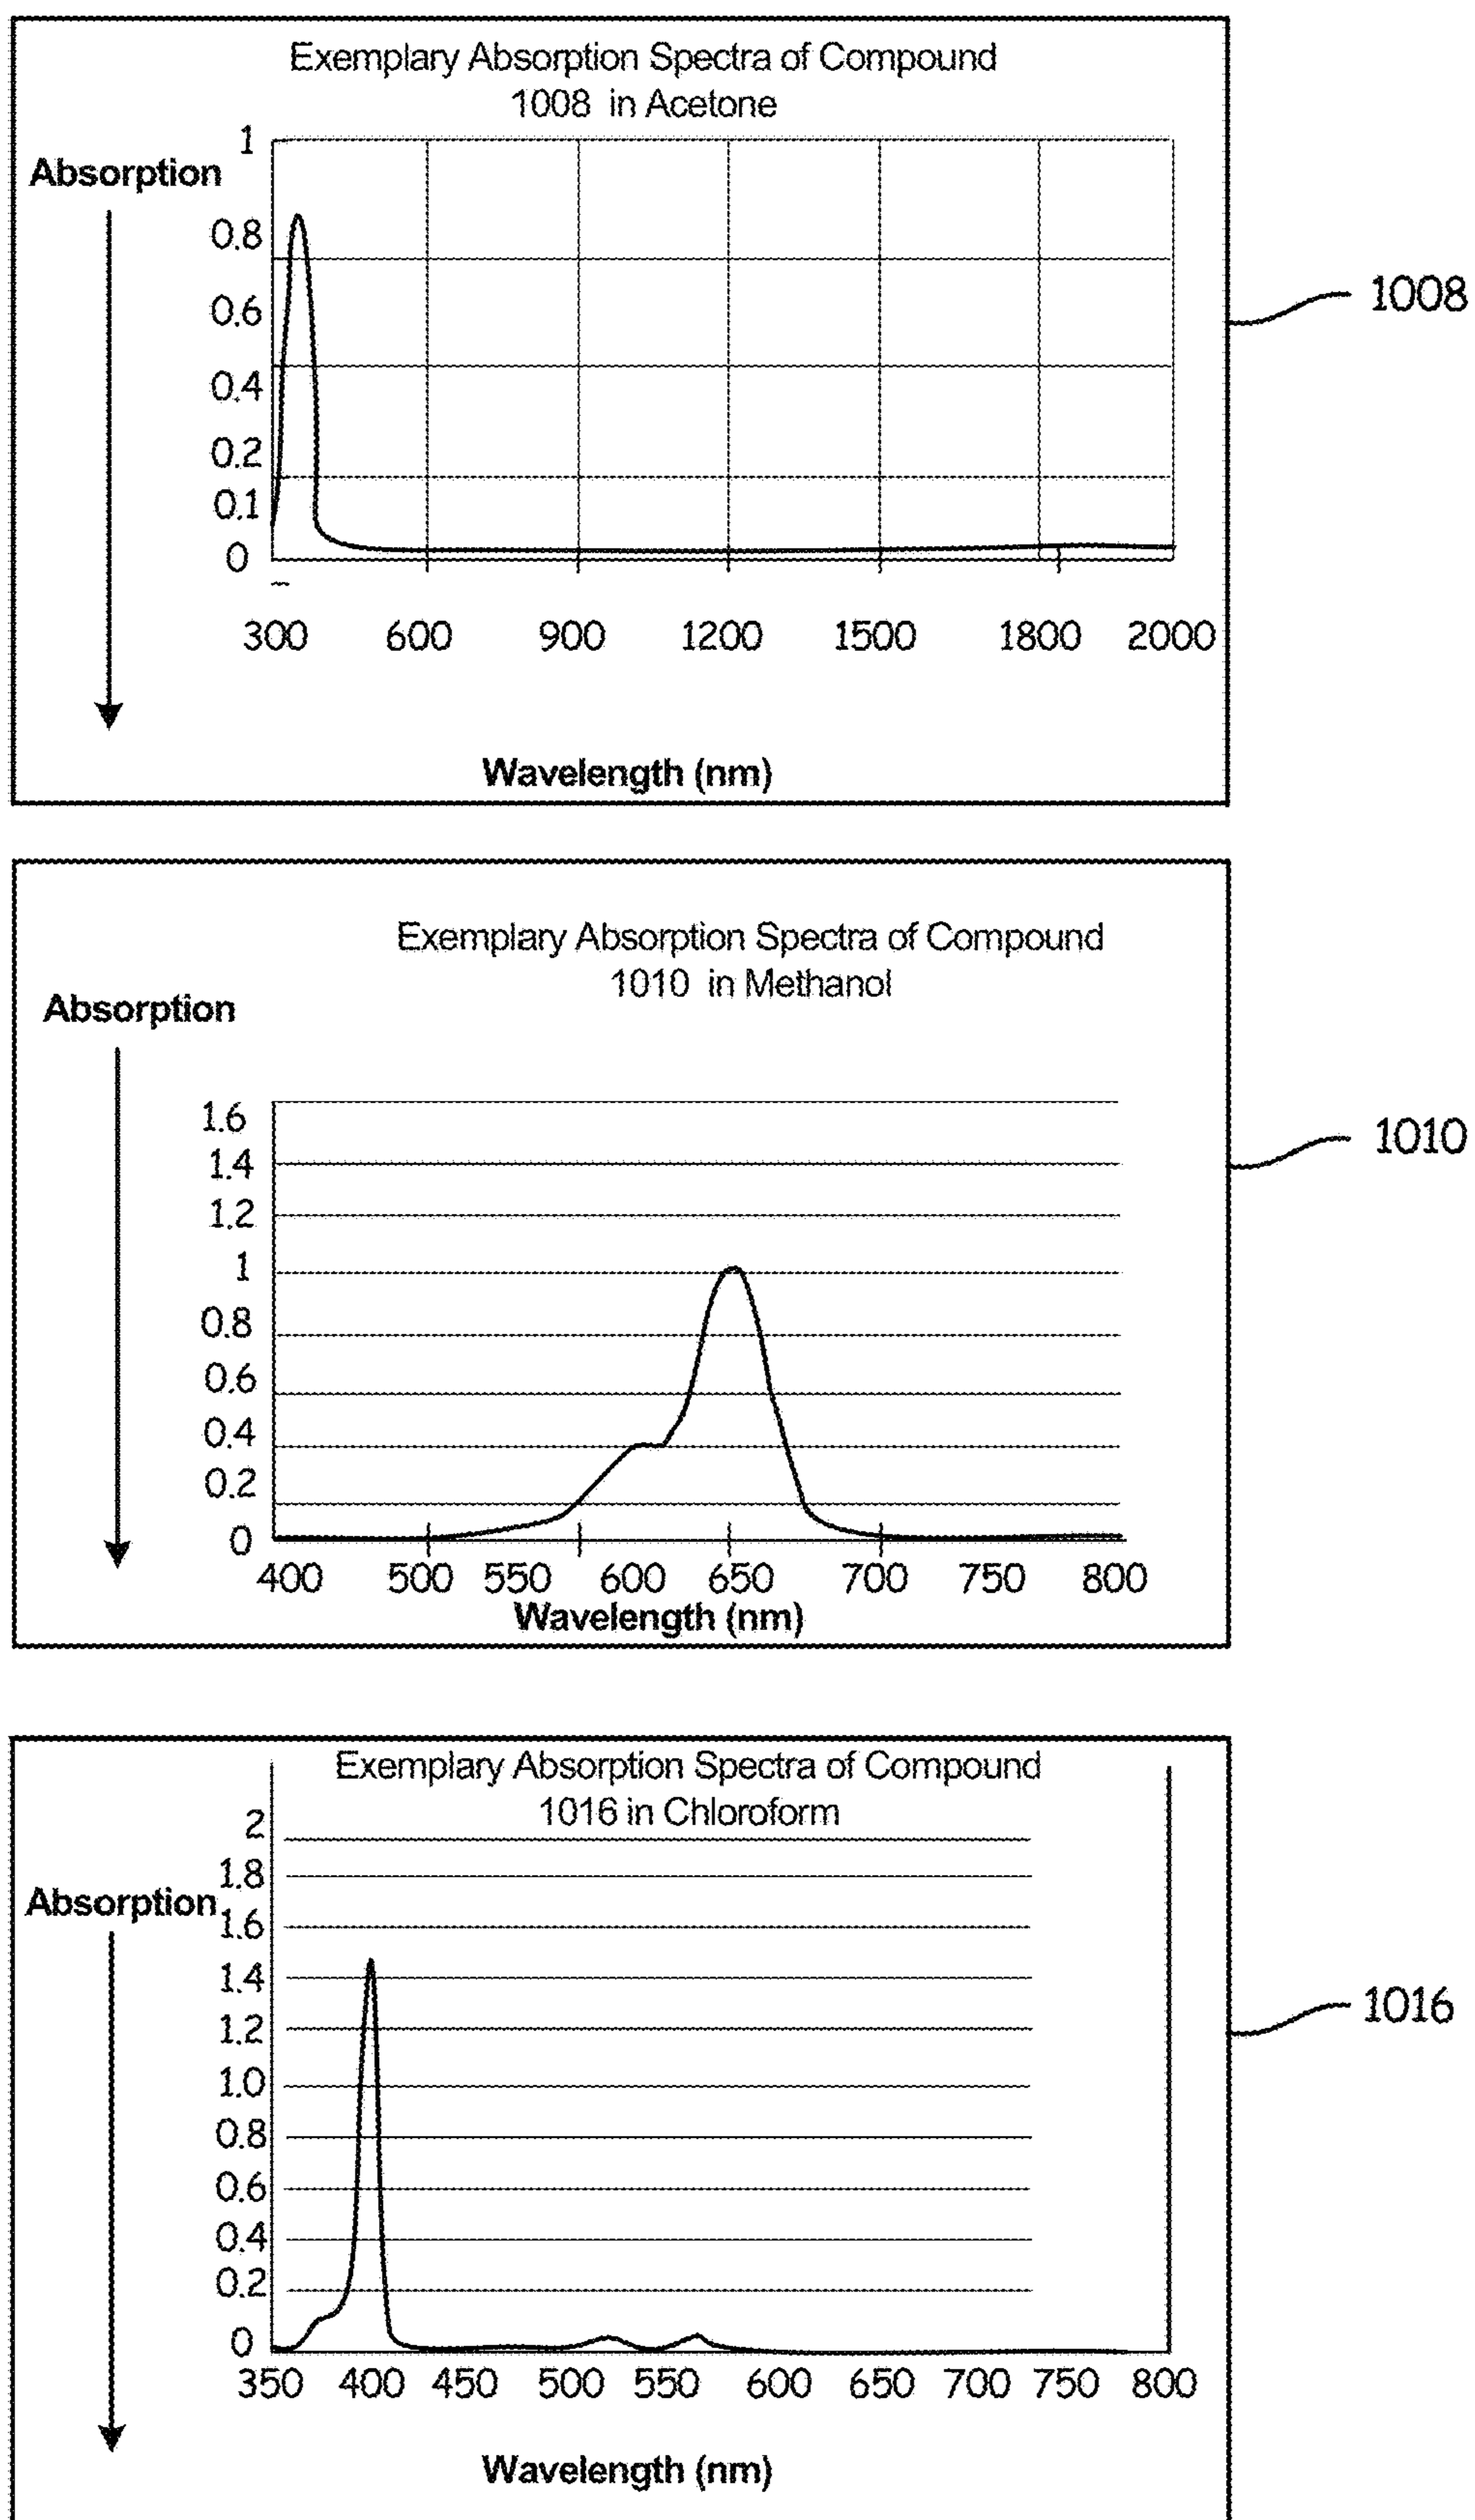 Exemplary Absorption Spectra of Compound
1008 in Acetone
Absorption
1
0.8
0.6
0.4
0.2
0.1
0
300 600 900 1200 1500 1800 2000
Wavelength (nm)
1008
Exemplary Absorption Spectra of Compound
1010 in Methanol
Absorption
1.6
1.4
1.2
1
0.8
0.6
0.4
0.2
0
400 500 550 600 650 700 750 800
Wavelength (nm)
1010
Exemplary Absorption Spectra of Compound
1016 in Chloroform
Absorption
2
1.8
1.6
1.4
1.2
1.0
0.8
0.6
0.4
0.2
0
350 400 450 500 550 600 650 700 750 800
Wavelength (nm)
1016